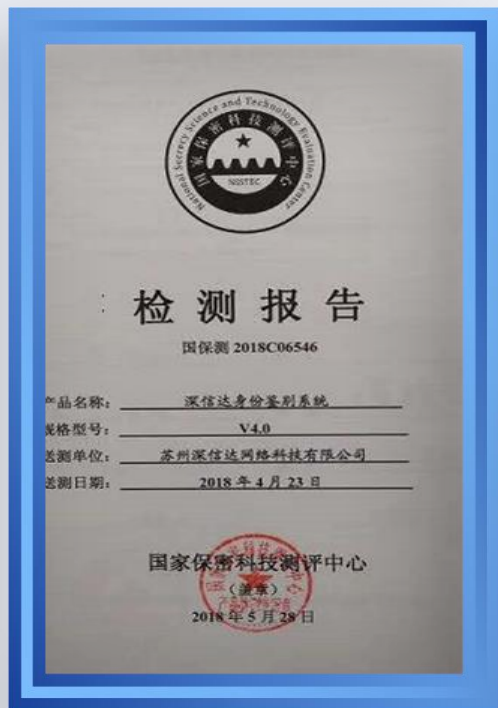 National Secrecy Science and Technology Evaluation Center
国家保密科技测评中心
NSSTEC
检测报告
国保测 2018C06546
产品名称： 深信达身份鉴别系统
规格型号： V4.0
送测单位： 苏州深信达网络科技有限公司
送测日期： 2018 年 4 月 23 日
国家保密科技测评中心
（盖章）
2018 年 5 月 28 日